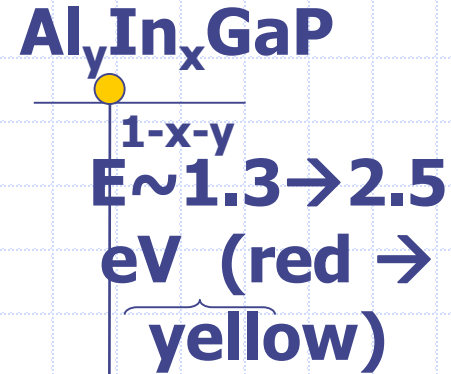 AlyInxGaP
1-x-y
E~1.3→2.5
eV (red →
yellow)